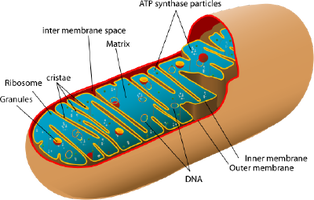 ATP synthase particles
Inter membrane space
Matrix
cristae
Ribosome
Granules
Inner membrane
Outer membrane
DNA